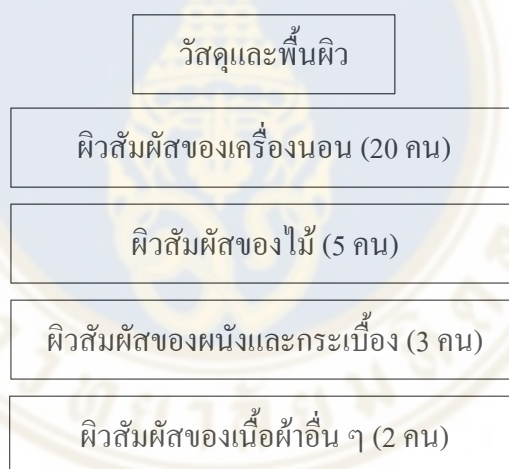 วัสดุและพื้นผิว
ผิวสัมผัสของเครื่องนอน (20 คน)
ผิวสัมผัสของไม้ (5 คน)
ผิวสัมผัสของผนังและกระเบื้อง (3 คน)
ผิวสัมผัสของเนื้อผ้าอื่น ๆ (2 คน)